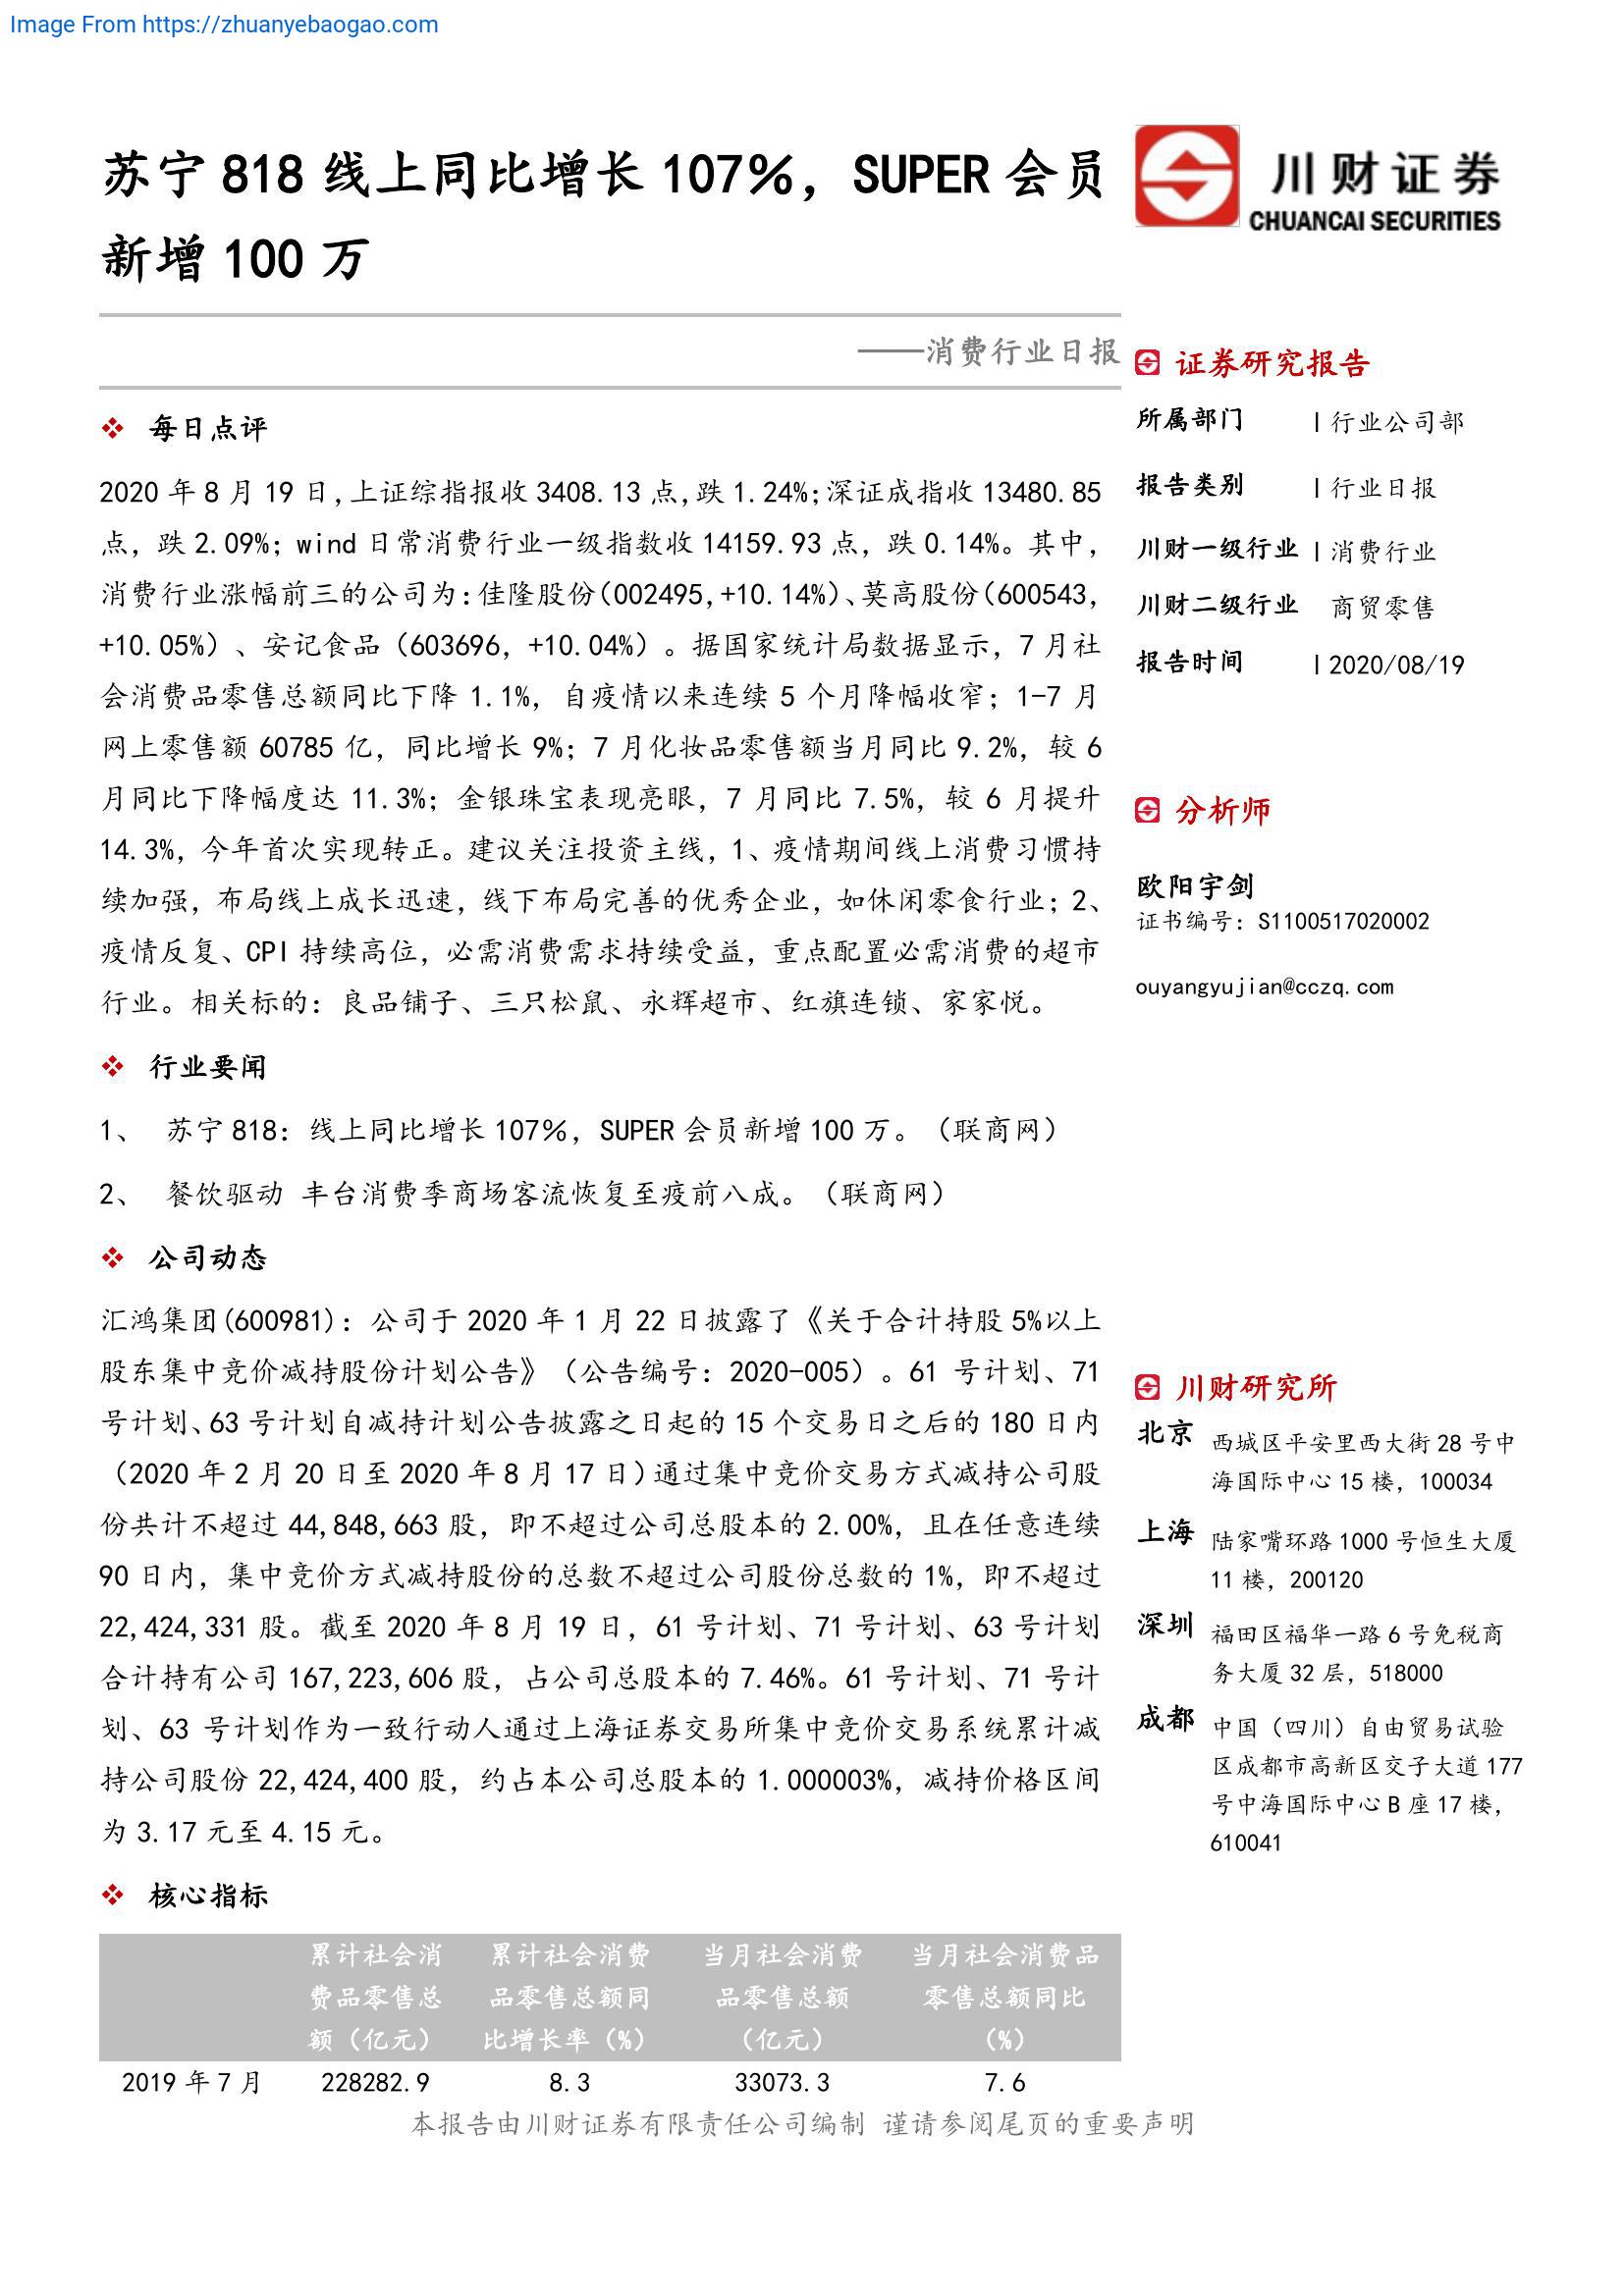 Image From https://zhuanyebaogao.com
苏宁 818 线上同比增长 107%，SUPER 会员
新增 100 万
川财证券
CHUANCAI SECURITIES
——消费行业日报
❖ 每日点评
2020 年 8 月 19 日，上证综指报收 3408.13 点，跌 1.24%；深证成指收 13480.85
点，跌 2.09%；wind 日常消费行业一级指数收 14159.93 点，跌 0.14%。其中，
消费行业涨幅前三的公司为：佳隆股份（002495，+10.14%）、莫高股份（600543，
+10.05%）、安记食品（603696，+10.04%）。据国家统计局数据显示，7 月社
会消费品零售总额同比下降 1.1%，自疫情以来连续 5 个月降幅收窄；1-7 月
网上零售额 60785 亿，同比增长 9%；7 月化妆品零售额当月同比 9.2%，较 6
月同比下降幅度达 11.3%；金银珠宝表现亮眼，7 月同比 7.5%，较 6 月提升
14.3%，今年首次实现转正。建议关注投资主线，1、疫情期间线上消费习惯持
续加强，布局线上成长迅速，线下布局完善的优秀企业，如休闲零食行业；2、
疫情反复、CPI 持续高位，必需消费需求持续受益，重点配置必需消费的超市
行业。相关标的：良品铺子、三只松鼠、永辉超市、红旗连锁、家家悦。
❖ 行业要闻
1、 苏宁 818：线上同比增长 107%，SUPER 会员新增 100 万。（联商网）
2、 餐饮驱动 丰台消费季商场客流恢复至疫前八成。（联商网）
❖ 公司动态
汇鸿集团(600981)：公司于 2020 年 1 月 22 日披露了《关于合计持股 5%以上
股东集中竞价减持股份计划公告》（公告编号：2020-005）。61 号计划、71
号计划、63 号计划自减持计划公告披露之日起的 15 个交易日之后的 180 日内
（2020 年 2 月 20 日至 2020 年 8 月 17 日）通过集中竞价交易方式减持公司股
份共计不超过 44,848,663 股，即不超过公司总股本的 2.00%，且在任意连续
90 日内，集中竞价方式减持股份的总数不超过公司股份总数的 1%，即不超过
22,424,331 股。截至 2020 年 8 月 19 日，61 号计划、71 号计划、63 号计划
合计持有公司 167,223,606 股，占公司总股本的 7.46%。61 号计划、71 号计
划、63 号计划作为一致行动人通过上海证券交易所集中竞价交易系统累计减
持公司股份 22,424,400 股，约占本公司总股本的 1.000003%，减持价格区间
为 3.17 元至 4.15 元。
❖ 核心指标
累计社会消 累计社会消费 当月社会消费 当月社会消费品
费品零售总 品零售总额同 品零售总额 零售总额同比
额（亿元） 比增长率（%） （亿元） （%）
2019 年 7 月 228282.9 8.3 33073.3 7.6
证券研究报告
所属部门 | 行业公司部
报告类别 | 行业日报
川财一级行业 | 消费行业
川财二级行业 商贸零售
报告时间 | 2020/08/19
分析师
欧阳宇剑
证书编号：S1100517020002
ouyangyujian@cczq.com
川财研究所
北京 西城区平安里西大街 28 号中
海国际中心 15 楼，100034
上海 陆家嘴环路 1000 号恒生大厦
11 楼，200120
深圳 福田区福华一路 6 号免税商
务大厦 32 层，518000
成都 中国（四川）自由贸易试验
区成都市高新区交子大道 177
号中海国际中心 B 座 17 楼，
610041
本报告由川财证券有限责任公司编制 谨请参阅尾页的重要声明